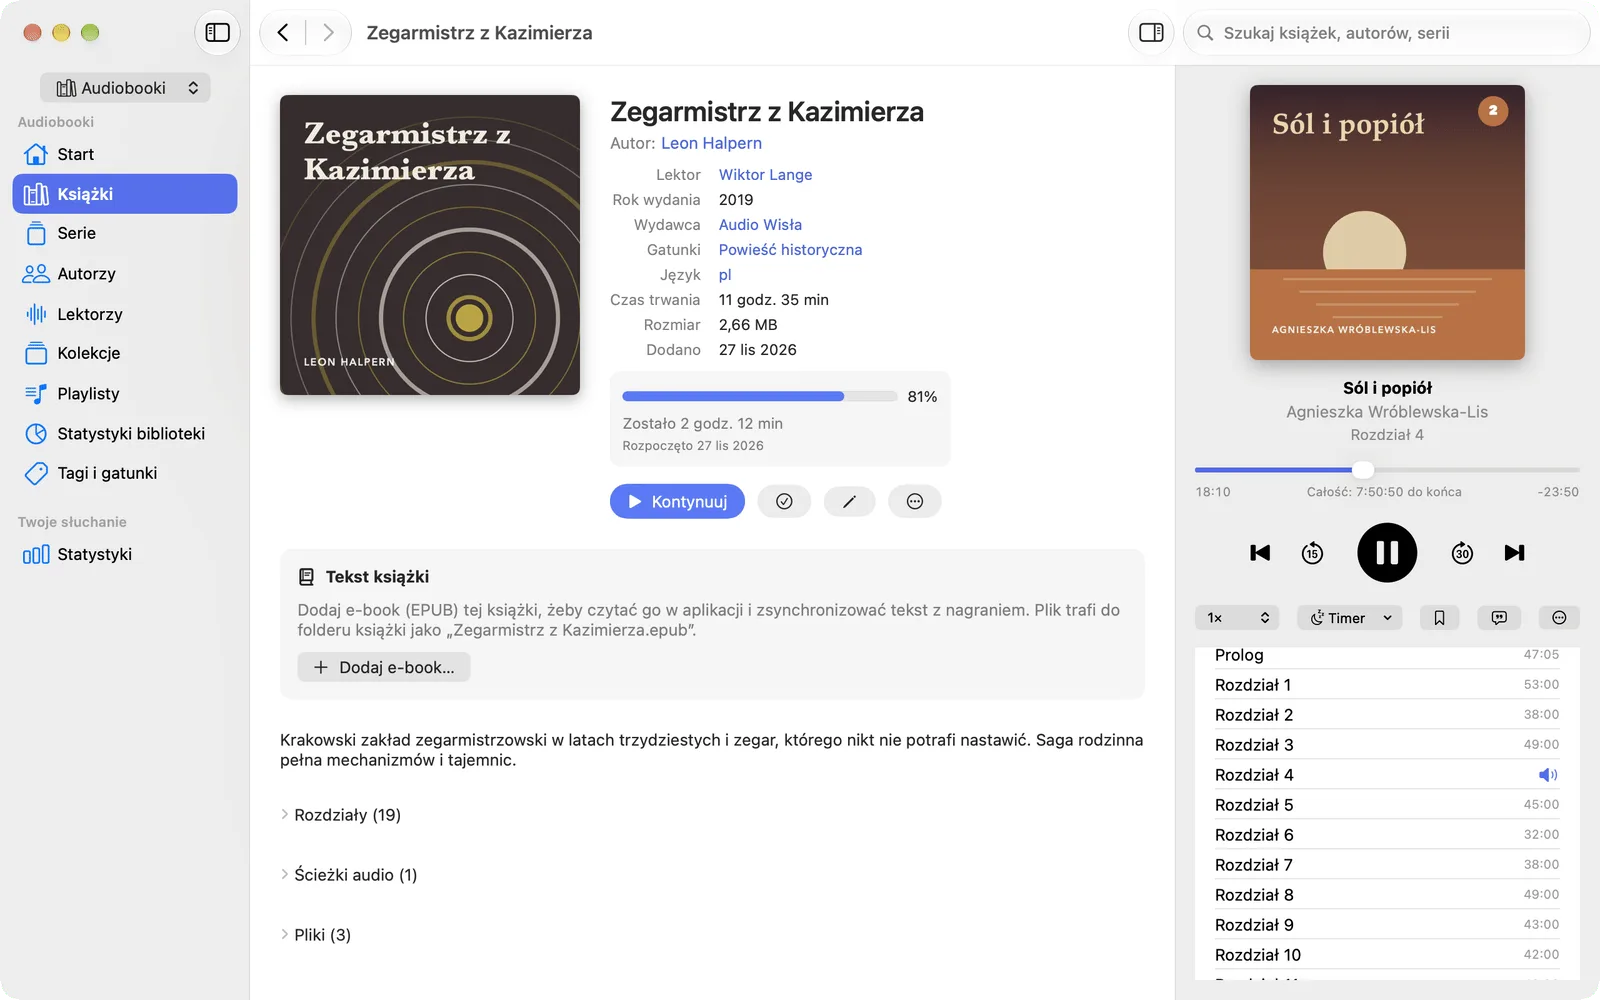 Zegarmistrz z Kazimierza
Szukaj książek, autorów, serii
Audiobooki
Audiobooki
Start
Książki
Serie
Autorzy
Lektorzy
Kolekcje
Playlisty
Statystyki biblioteki
Tagi i gatunki
Twoje słuchanie
Statystyki
Zegarmistrz z
Kazimierza
LEON HALPERN
Zegarmistrz z Kazimierza
Autor: Leon Halpern
Lektor Wiktor Lange
Rok wydania 2019
Wydawca Audio Wisła
Gatunki Powieść historyczna
Język pl
Czas trwania 11 godz. 35 min
Rozmiar 2,66 MB
Dodano 27 lis 2026
81%
Zostało 2 godz. 12 min
Rozpoczęto 27 lis 2026
Kontynuuj
Tekst książki
Dodaj e-book (EPUB) tej książki, żeby czytać go w aplikacji i zsynchronizować tekst z nagraniem. Plik trafi do
folderu książki jako „Zegarmistrz z Kazimierza.epub”.
Dodaj e-book...
Krakowski zakład zegarmistrzowski w latach trzydziestych i zegar, którego nikt nie potrafi nastawić. Saga rodzinna
pełna mechanizmów i tajemnic.
Rozdziały (19)
Ścieżki audio (1)
Pliki (3)
Sól i popiół
2
AGNIESZKA WRÓBLEWSKA-LIS
Sól i popiół
Agnieszka Wróblewska-Lis
Rozdział 4
18:10 Całość: 7:50:50 do końca -23:50
15 30
1x Timer
Prolog 47:05
Rozdział 1 53:00
Rozdział 2 38:00
Rozdział 3 49:00
Rozdział 4
Rozdział 5 45:00
Rozdział 6 32:00
Rozdział 7 38:00
Rozdział 8 49:00
Rozdział 9 43:00
Rozdział 10 42:00